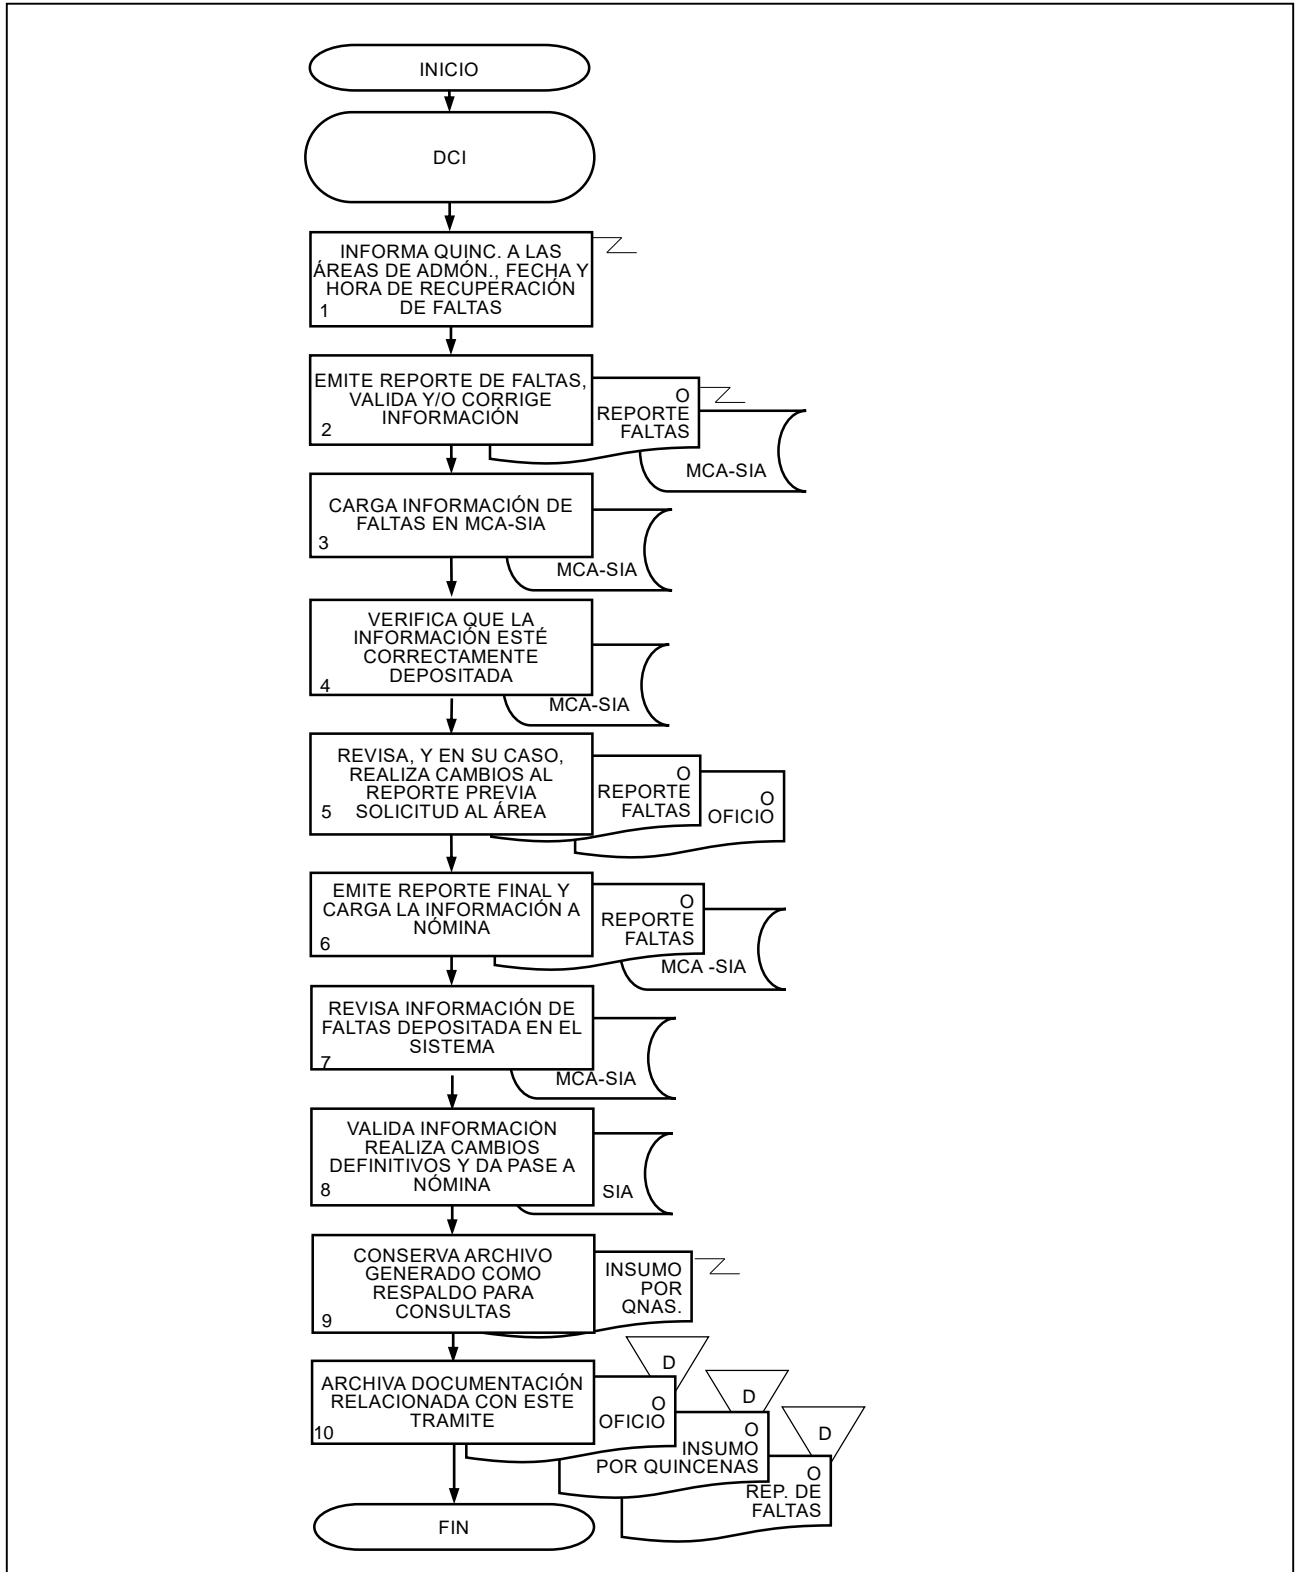 INICIO
DCI
INFORMA QUINC. A LAS
ÁREAS DE ADMÓN., FECHA Y
HORA DE RECUPERACIÓN
DE FALTAS
1
EMITE REPORTE DE FALTAS,
VALIDA Y/O CORRIGE
INFORMACIÓN
2
O
REPORTE
FALTAS
MCA-SIA
CARGA INFORMACIÓN DE
FALTAS EN MCA-SIA
3
MCA-SIA
VERIFICA QUE LA
INFORMACIÓN ESTÉ
CORRECTAMENTE
DEPOSITADA
4
MCA-SIA
REVISA, Y EN SU CASO,
REALIZA CAMBIOS AL
REPORTE PREVIA
SOLICITUD AL ÁREA
5
O
REPORTE
FALTAS
O
OFICIO
EMITE REPORTE FINAL Y
CARGA LA INFORMACIÓN A
NÓMINA
6
O
REPORTE
FALTAS
MCA -SIA
REVISA INFORMACIÓN DE
FALTAS DEPOSITADA EN EL
SISTEMA
7
MCA-SIA
VALIDA INFORMACIÓN
REALIZA CAMBIOS
DEFINITIVOS Y DA PASE A
NÓMINA
8
SIA
CONSERVA ARCHIVO
GENERADO COMO
RESPALDO PARA
CONSULTAS
9
INSUMO
POR
QNAS.
ARCHIVA DOCUMENTACIÓN
RELACIONADA CON ESTE
TRAMITE
10
D
O
OFICIO
D
O
INSUMO
POR QUINCENAS
D
O
REP. DE
FALTAS
FIN